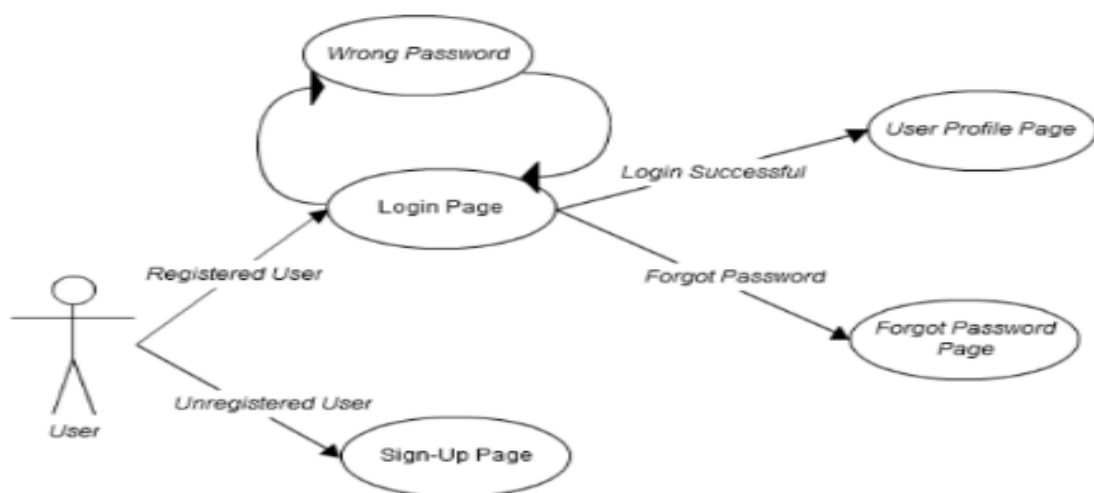 Wrong Password
User Profile Page
Login Successful
Login Page
Registered User
Forgot Password
Forgot Password
Page
Unregistered User
User
Sign-Up Page